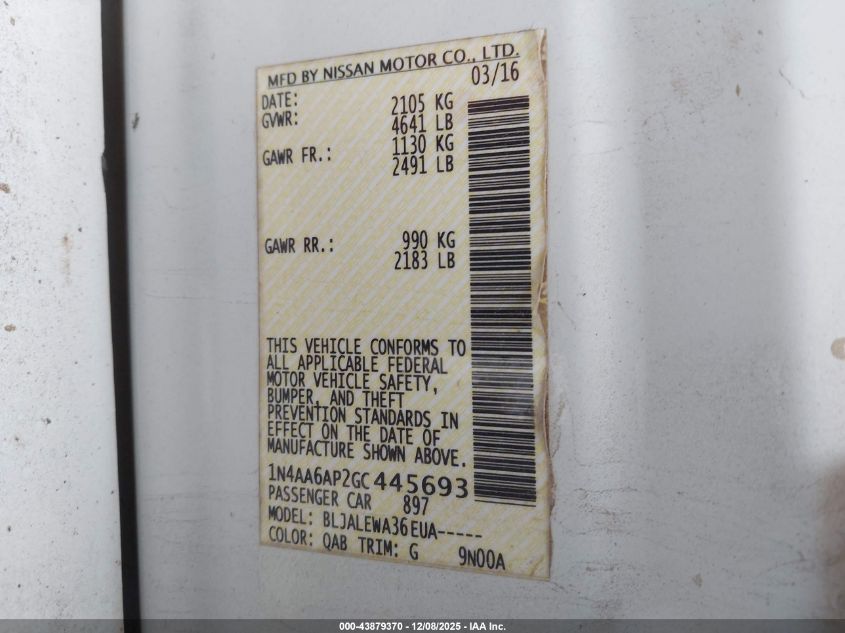 MFD BY NISSAN MOTOR CO., LTD.
DATE: 03/16
GVWR: 2105 KG
4641 LB
GAWR FR.: 1130 KG
2491 LB
GAWR RR.: 990 KG
2183 LB
THIS VEHICLE CONFORMS TO
ALL APPLICABLE FEDERAL
MOTOR VEHICLE SAFETY,
BUMPER, AND THEFT
PREVENTION STANDARDS IN
EFFECT ON THE DATE OF
MANUFACTURE SHOWN ABOVE.
1N4AA6AP2GC445693
PASSENGER CAR 897
MODEL: BLJALEWA36EUA-----
COLOR: QAB TRIM: G 9N00A
000-43879370 - 12/08/2025 - IAA Inc.